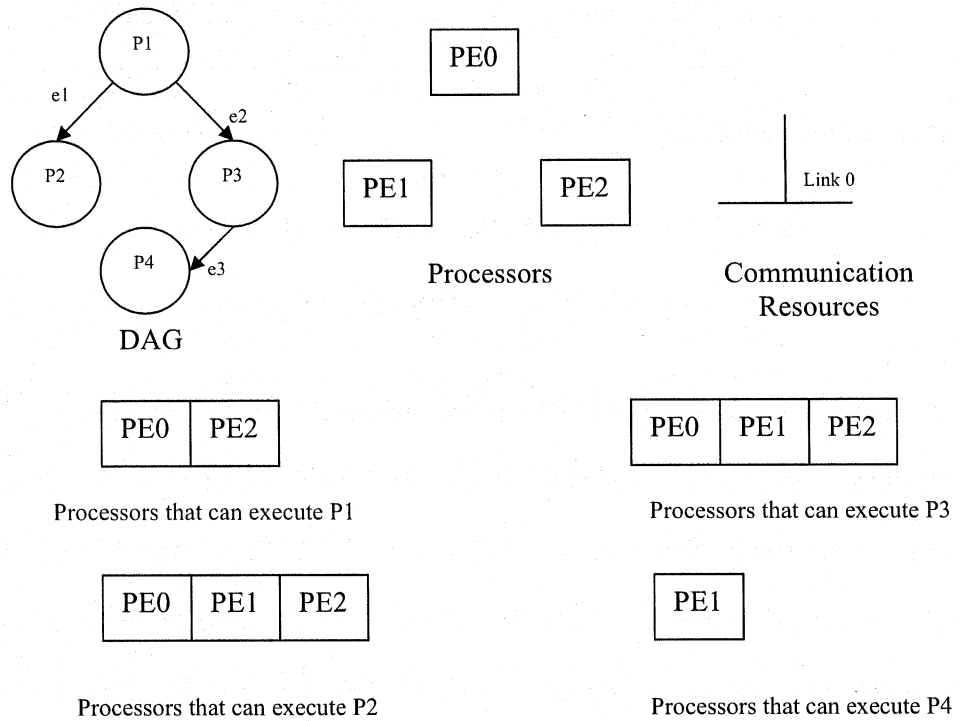 P1
PE0
e1
e2
P2
P3
PE1
PE2
Link 0
P4
e3
Processors
Communication
Resources
DAG
PE0 PE2
PE0 PE1 PE2
Processors that can execute P1
Processors that can execute P3
PE0 PE1 PE2
PE1
Processors that can execute P2
Processors that can execute P4